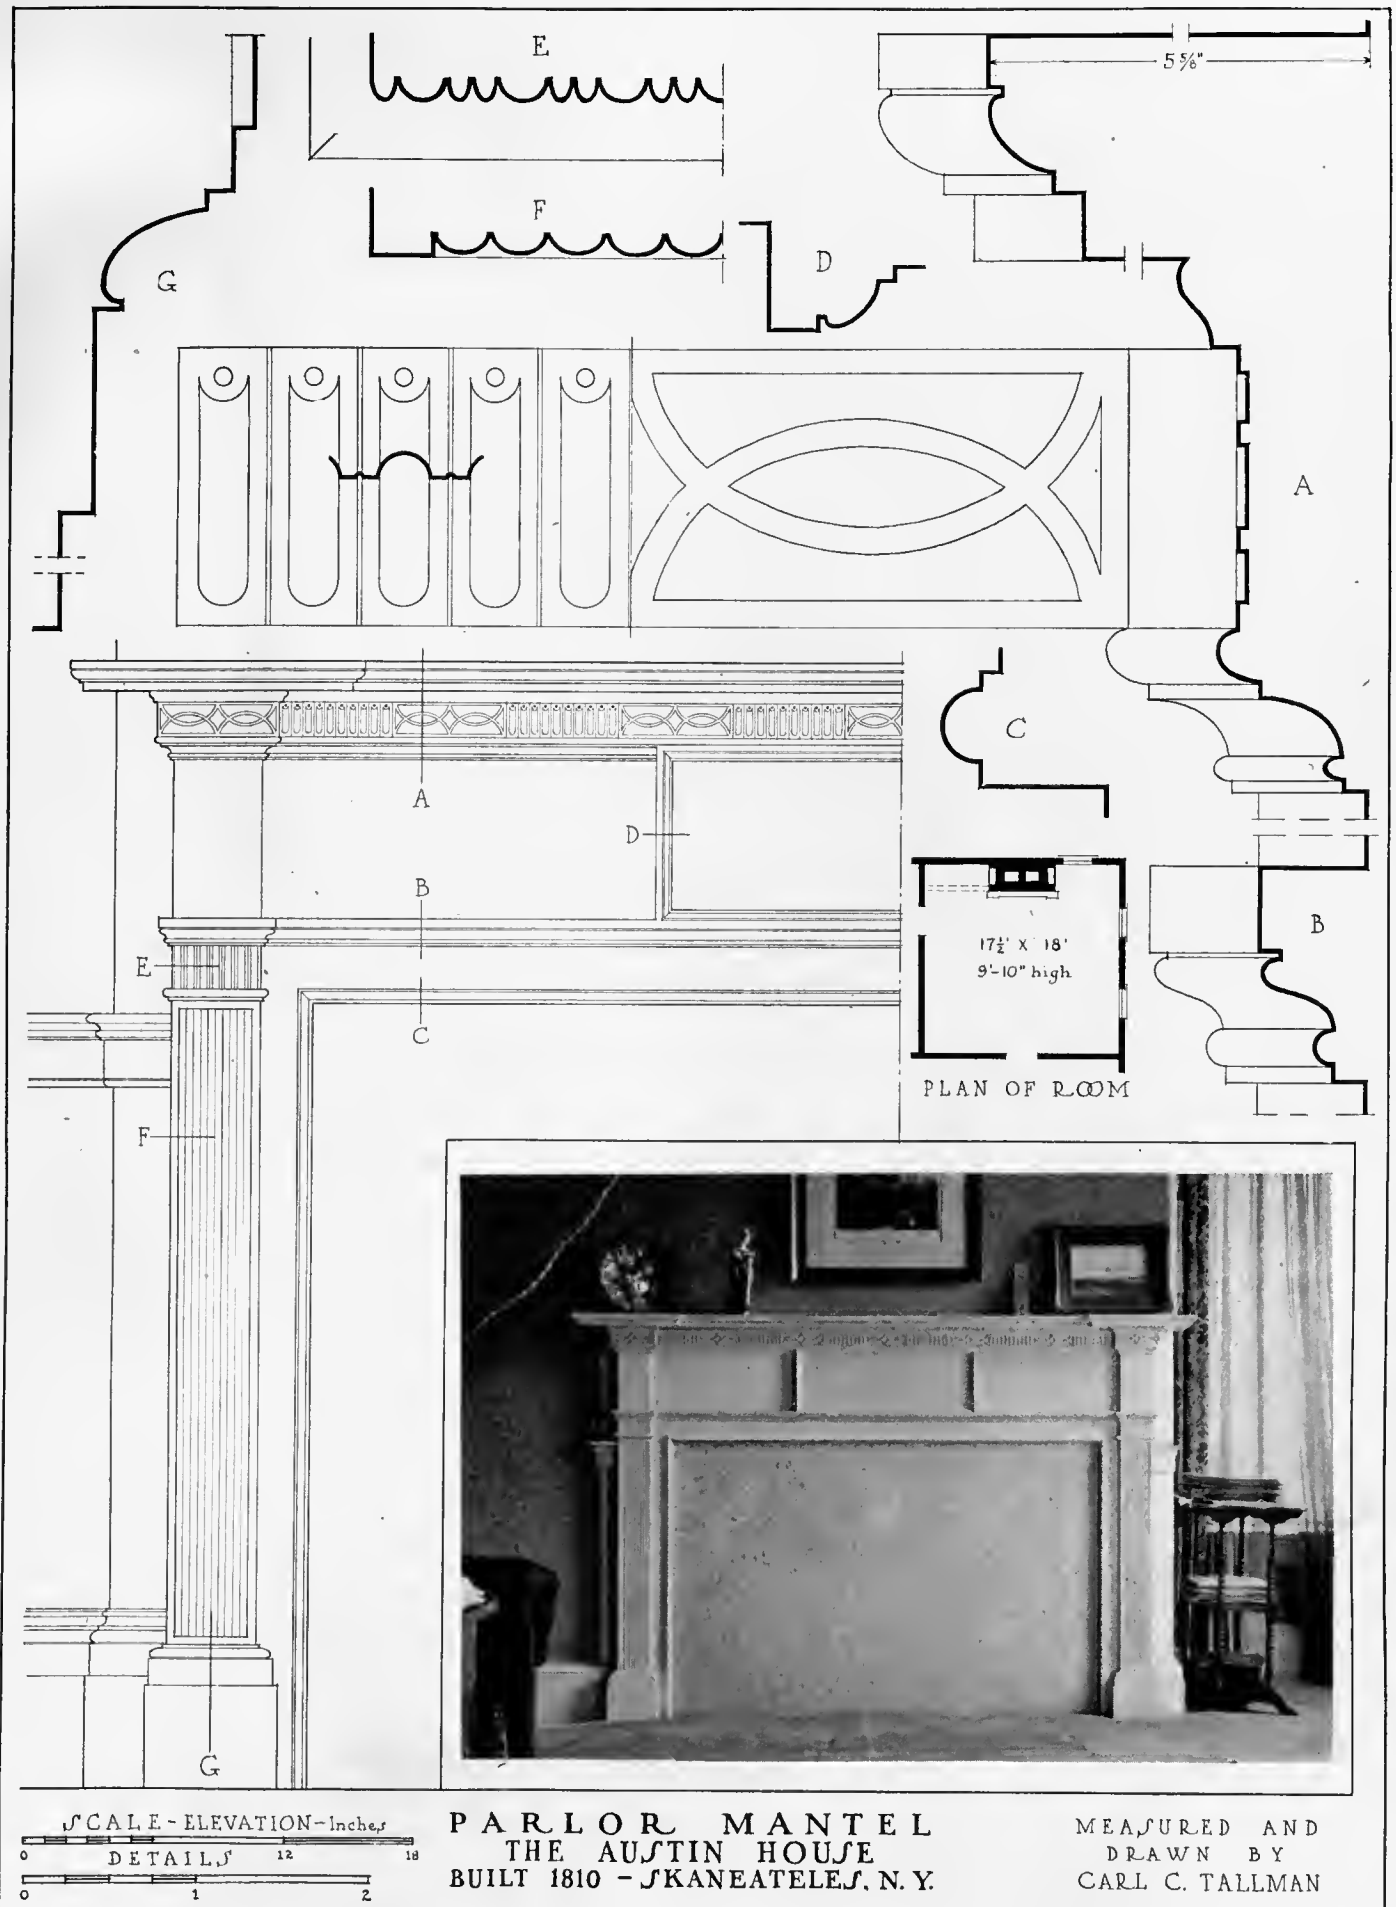 E
5⅝"
F
D
G
A
C
A
D
B
B
17½' X 18'
9'-10" high
E
C
PLAN OF ROOM
F
G
SCALE-ELEVATION-Inches
0 12 18
DETAILS
0 1 2
PARLOR MANTEL
THE AUSTIN HOUSE
BUILT 1810 - SKANEATELES, N.Y.
MEASURED AND
DRAWN BY
CARL C. TALLMAN